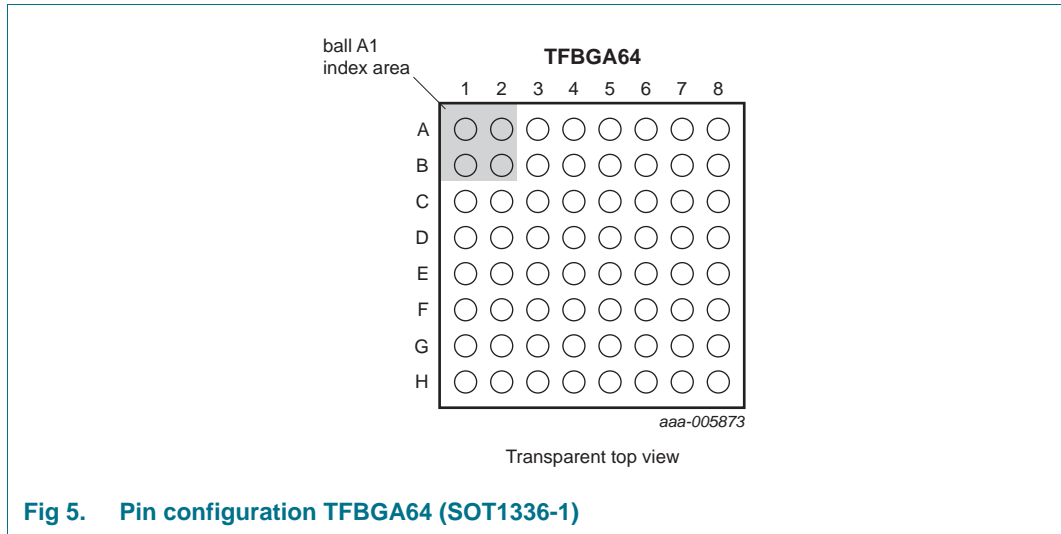 ball A1
index area
TFBGA64
1 2 3 4 5 6 7 8
A
B
C
D
E
F
G
H
aaa-005873
Transparent top view
Fig 5. Pin configuration TFBGA64 (SOT1336-1)